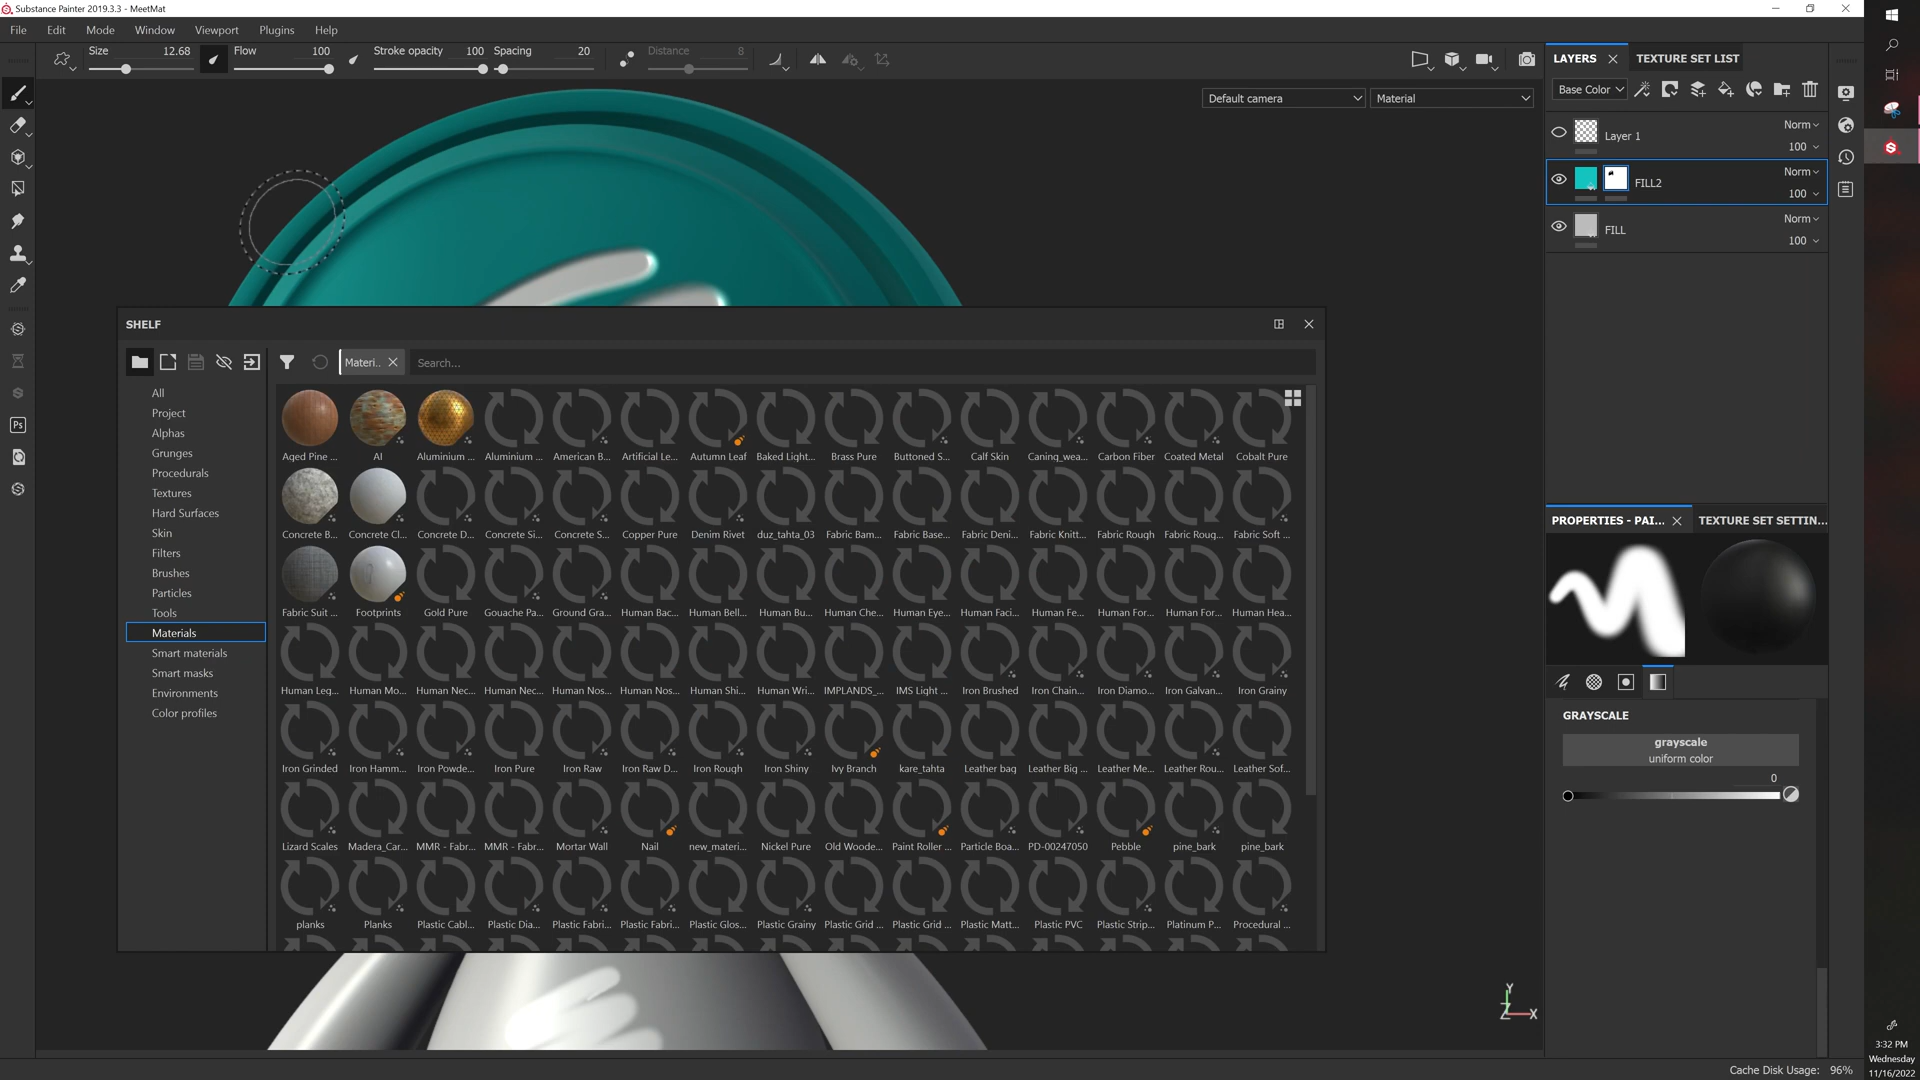 Substance Painter 2019.3.3 - MeetMat
File Edit Mode Window Viewport Plugins Help
Size 12.68 Flow 100 Stroke opacity 100 Spacing 20 Distance 8
Default camera Material
SHELF
Materi.. Search...
All
Project
Alphas
Grunges
Procedurals
Textures
Hard Surfaces
Skin
Filters
Brushes
Particles
Tools
Materials
Smart materials
Smart masks
Environments
Color profiles
Aged Pine ... AI Aluminium ... Aluminium ... American B... Artificial Le... Autumn Leaf Baked Light... Brass Pure Buttoned S... Calf Skin Caning_wea... Carbon Fiber Coated Metal Cobalt Pure
Concrete B... Concrete Cl... Concrete D... Concrete Si... Concrete S... Copper Pure Denim Rivet duz_tahta_03 Fabric Bam... Fabric Base... Fabric Deni... Fabric Knitt... Fabric Rough Fabric Roug... Fabric Soft ...
Fabric Suit ... Footprints Gold Pure Gouache Pa... Ground Gra... Human Bac... Human Bell... Human Bu... Human Che... Human Eye... Human Faci... Human Fe... Human For... Human For... Human Hea...
Human Leg... Human Mo... Human Nec... Human Nec... Human Nos... Human Nos... Human Shi... Human Wri... IMPLANDS_... IMS Light ... Iron Brushed Iron Chain... Iron Diamo... Iron Galvan... Iron Grainy
Iron Grinded Iron Hamm... Iron Powde... Iron Pure Iron Raw Iron Raw D... Iron Rough Iron Shiny Ivy Branch kare_tahta Leather bag Leather Big ... Leather Me... Leather Rou... Leather Sof...
Lizard Scales Madera_Car... MMR - Fabr... MMR - Fabr... Mortar Wall Nail new_materi... Nickel Pure Old Woode... Paint Roller ... Particle Boa... PD-00247050 Pebble pine_bark pine_bark
planks Planks Plastic Cabl... Plastic Dia... Plastic Fabri... Plastic Fabri... Plastic Glos... Plastic Grainy Plastic Grid ... Plastic Grid ... Plastic Matt... Plastic PVC Plastic Strip... Platinum P... Procedural ...
Y
Z X
LAYERS TEXTURE SET LIST
Base Color
Layer 1 Norm
100
FILL2 Norm
100
FILL Norm
100
PROPERTIES - PAI... TEXTURE SET SETTIN...
GRAYSCALE
grayscale
uniform color
0
Ps
Cache Disk Usage: 96%
3:32 PM
Wednesday
11/16/2022